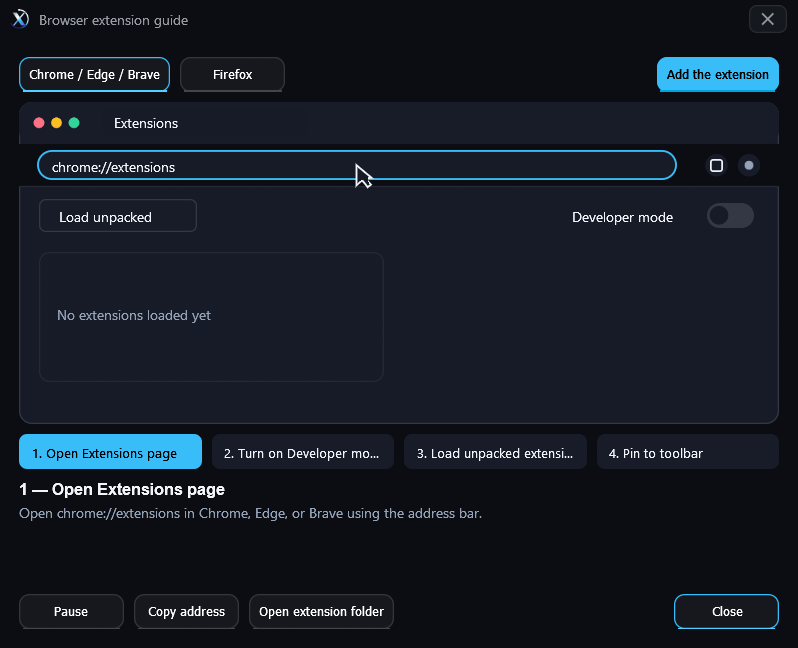 Browser extension guide
Chrome / Edge / Brave
Firefox
Add the extension
Extensions
chrome://extensions
Load unpacked
Developer mode
No extensions loaded yet
1. Open Extensions page
2. Turn on Developer mo...
3. Load unpacked extensi...
4. Pin to toolbar
1 — Open Extensions page
Open chrome://extensions in Chrome, Edge, or Brave using the address bar.
Pause
Copy address
Open extension folder
Close